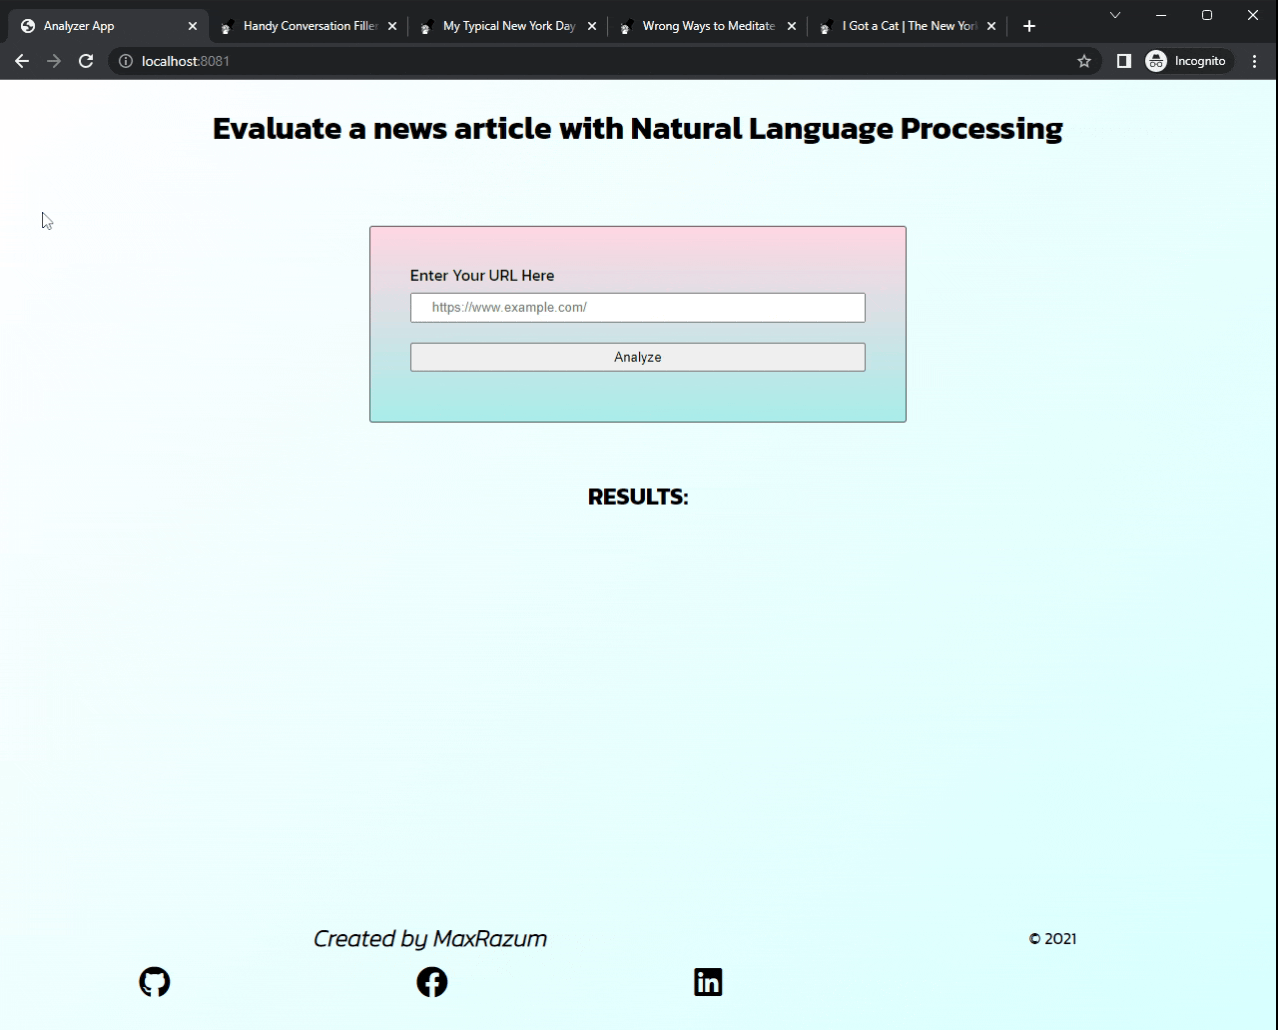 Analyzer App
Handy Conversation Filler
My Typical New York Day
Wrong Ways to Meditate
I Got a Cat | The New York
localhost:8081
Incognito
Evaluate a news article with Natural Language Processing
Enter Your URL Here
https://www.example.com/
Analyze
RESULTS:
Created by MaxRazum
© 2021
in